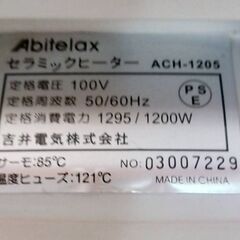 Abitelax
セラミックヒーター ACH-1205
定格電圧 100V
定格周波数 50/60Hz
定格消費電力 1295/1200W
吉井電気株式会社
PSE
サーモ:85℃ NO:03007229
温度ヒューズ:121℃ MADE IN CHINA